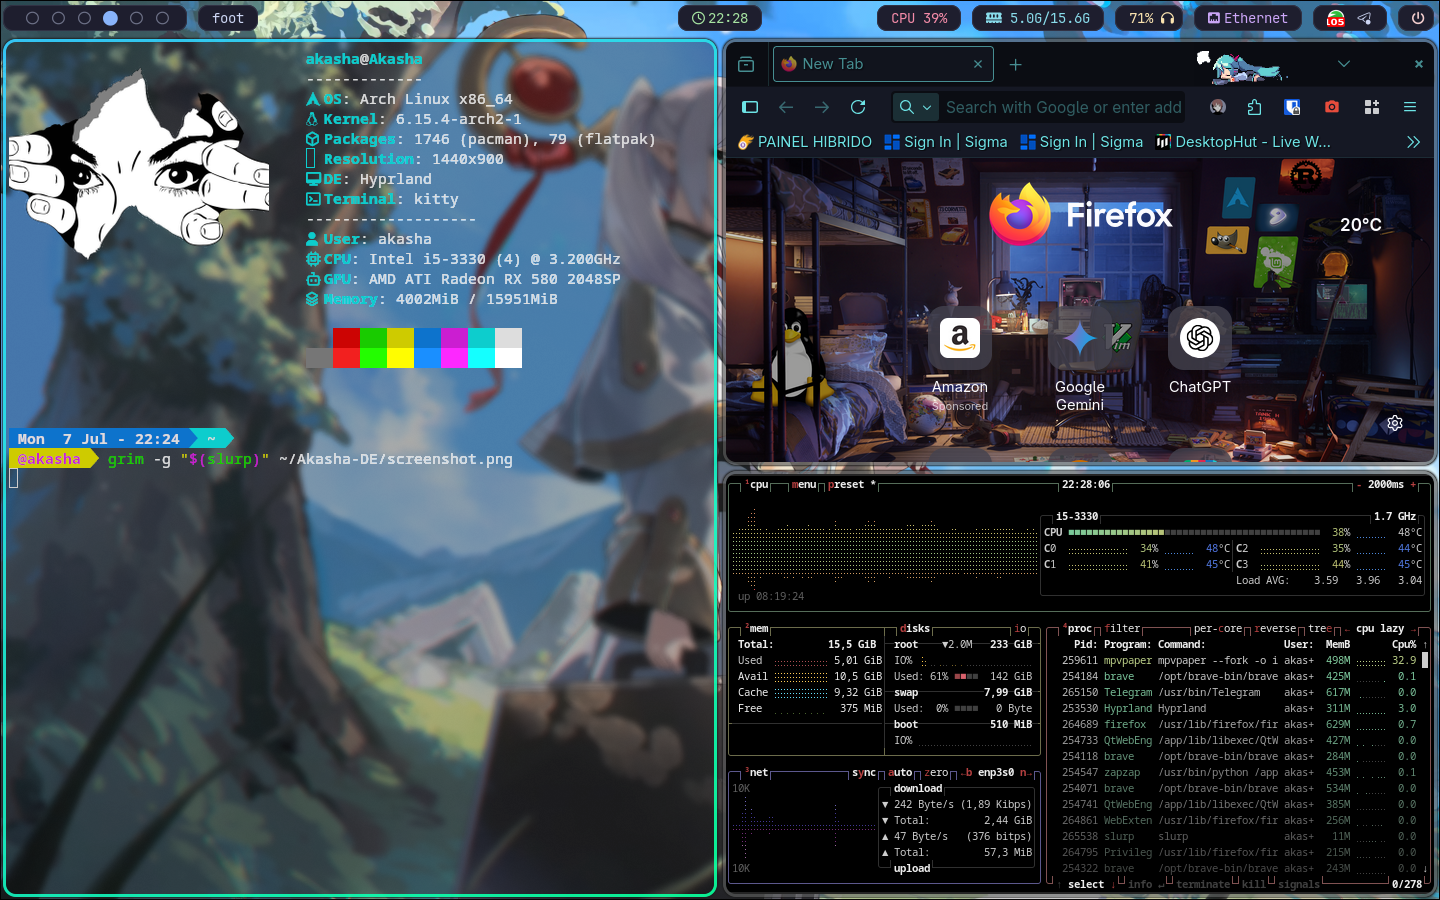 foot
22:28
CPU 39%
5.0G/15.6G
71%
Ethernet
akasha@Akasha
-------------
OS: Arch Linux x86_64
Kernel: 6.15.4-arch2-1
Packages: 1746 (pacman), 79 (flatpak)
Resolution: 1440x900
DE: Hyprland
Terminal: kitty
-------------------
User: akasha
CPU: Intel i5-3330 (4) @ 3.200GHz
GPU: AMD ATI Radeon RX 580 2048SP
Memory: 4002MiB / 15951MiB
Mon 7 Jul - 22:24 ~
@akasha grim -g "$(slurp)" ~/Akasha-DE/screenshot.png
New Tab
Search with Google or enter add
PAINEL HIBRIDO
Sign In | Sigma
Sign In | Sigma
DesktopHut - Live W...
Firefox
20°C
Amazon
Sponsored
Google
Gemini
ChatGPT
¹cpu menu preset * 22:28:06 - 2000ms +
i5-3330 1.7 GHz
CPU 38% 48°C
C0 34% 48°C C2 35% 44°C
C1 41% 45°C C3 44% 45°C
Load AVG: 3.59 3.96 3.04
up 08:19:24
²mem
Total: 15,5 GiB
Used 5,01 GiB
Avail 10,5 GiB
Cache 9,32 GiB
Free 375 MiB
disks io
root ▼2.0M 233 GiB
IO%
Used: 61% 142 GiB
swap 7,99 GiB
Used: 0% 0 Byte
boot 510 MiB
IO%
³net sync auto zero ←b enp3s0 n→
10K
10K
download
▼ 242 Byte/s (1,89 Kibps)
▼ Total: 2,44 GiB
▲ 47 Byte/s (376 bitps)
▲ Total: 57,3 MiB
upload
⁴proc filter per-core reverse tree ← cpu lazy →
Pid: Program: Command: User: MemB Cpu% ↑
259611 mpvpaper mpvpaper --fork -o i akas+ 498M 32.9
254184 brave /opt/brave-bin/brave akas+ 425M 0.1
265150 Telegram /usr/bin/Telegram akas+ 617M 0.0
253530 Hyprland Hyprland akas+ 311M 3.0
264689 firefox /usr/lib/firefox/fir akas+ 629M 0.7
254733 QtWebEng /app/lib/libexec/QtW akas+ 427M 0.0
254118 brave /opt/brave-bin/brave akas+ 284M 0.0
254547 zapzap /usr/bin/python /app akas+ 453M 0.1
254071 brave /opt/brave-bin/brave akas+ 534M 0.0
254741 QtWebEng /app/lib/libexec/QtW akas+ 385M 0.0
264861 WebExten /usr/lib/firefox/fir akas+ 256M 0.0
265538 slurp slurp akas+ 11M 0.0
264795 Privileg /usr/lib/firefox/fir akas+ 215M 0.0
254322 brave /opt/brave-bin/brave akas+ 243M 0.0 ↓
↑ select ↓ info ↵ terminate kill signals 0/278